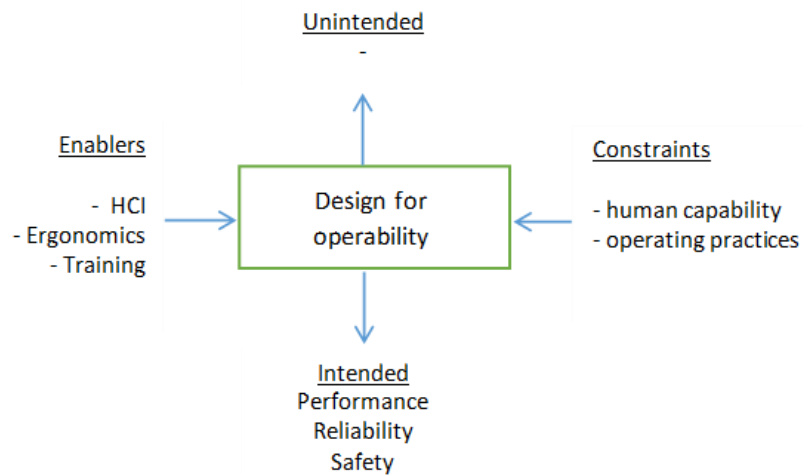 Unintended
-
Enablers
- HCI
- Ergonomics
- Training
Design for
operability
Constraints
- human capability
- operating practices
Intended
Performance
Reliability
Safety